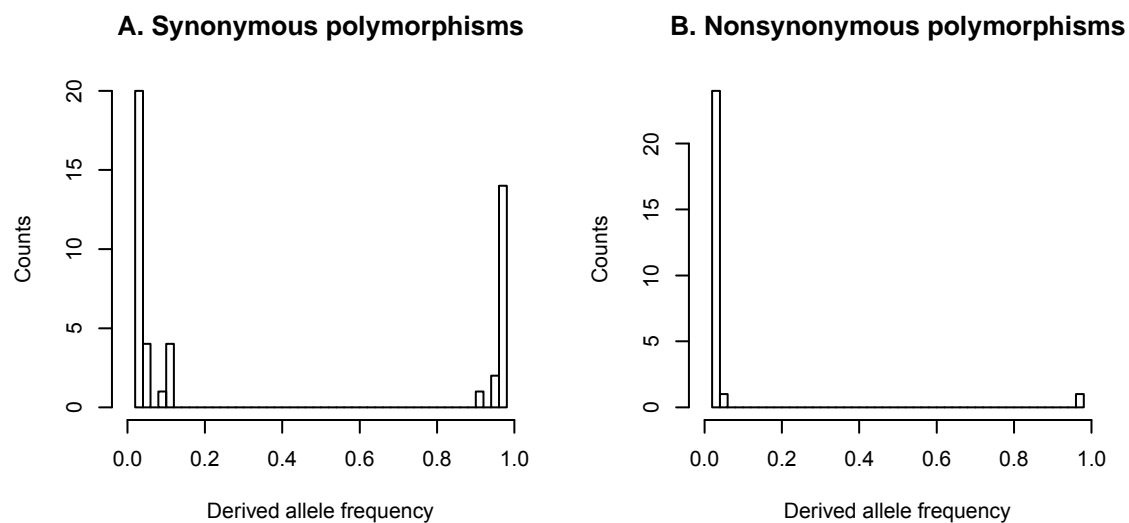 A. Synonymous polymorphisms
20
15
10
5
0
Counts
0.0 0.2 0.4 0.6 0.8 1.0
Derived allele frequency
B. Nonsynonymous polymorphisms
20
15
10
5
0
Counts
0.0 0.2 0.4 0.6 0.8 1.0
Derived allele frequency